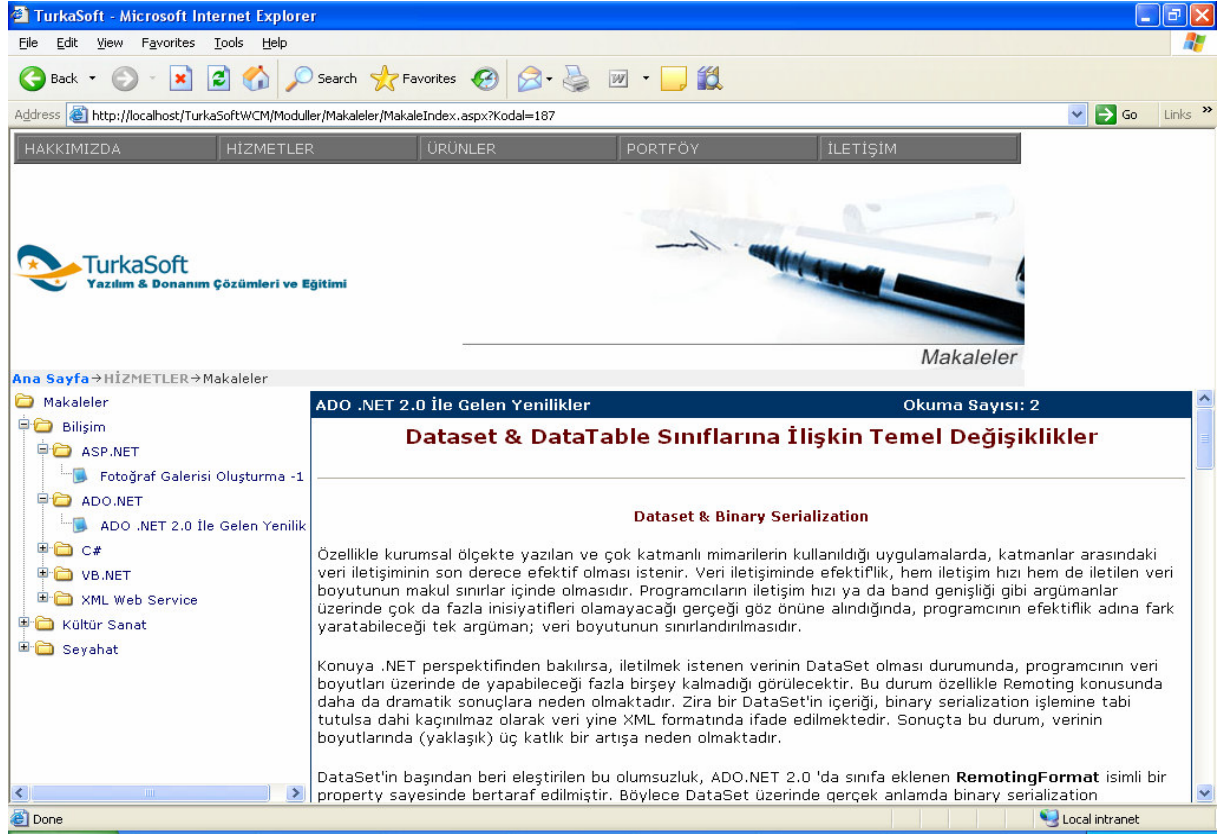 TurkaSoft - Microsoft Internet Explorer
File Edit View Favorites Tools Help
Back Search Favorites
Address http://localhost/TurkaSoftWCM/Moduller/Makaleler/MakaleIndex.aspx?Kodal=187 Go Links »
HAKKIMIZDA HİZMETLER ÜRÜNLER PORTFÖY İLETİŞİM
TurkaSoft
Yazılım & Donanım Çözümleri ve Eğitimi
Makaleler
Ana Sayfa→HİZMETLER→Makaleler
Makaleler
Bilişim
ASP.NET
Fotoğraf Galerisi Oluşturma -1
ADO.NET
ADO .NET 2.0 İle Gelen Yenilik
C#
VB.NET
XML Web Service
Kültür Sanat
Seyahat
ADO .NET 2.0 İle Gelen Yenilikler Okuma Sayısı: 2
Dataset & DataTable Sınıflarına İlişkin Temel Değişiklikler
Dataset & Binary Serialization
Özellikle kurumsal ölçekte yazılan ve çok katmanlı mimarilerin kullanıldığı uygulamalarda, katmanlar arasındaki
veri iletişiminin son derece efektif olması istenir. Veri iletişiminde efektif'lik, hem iletişim hızı hem de iletilen veri
boyutunun makul sınırlar içinde olmasıdır. Programcıların iletişim hızı ya da band genişliği gibi argümanlar
üzerinde çok da fazla inisiyatifleri olamayacağı gerçeği göz önüne alındığında, programcının efektiflik adına fark
yaratabileceği tek argüman; veri boyutunun sınırlandırılmasıdır.
Konuya .NET perspektifinden bakılırsa, iletilmek istenen verinin DataSet olması durumunda, programcının veri
boyutları üzerinde de yapabileceği fazla birşey kalmadığı görülecektir. Bu durum özellikle Remoting konusunda
daha da dramatik sonuçlara neden olmaktadır. Zira bir DataSet'in içeriği, binary serialization işlemine tabi
tutulsa dahi kaçınılmaz olarak veri yine XML formatında ifade edilmektedir. Sonuçta bu durum, verinin
boyutlarında (yaklaşık) üç katlık bir artışa neden olmaktadır.
DataSet'in başından beri eleştirilen bu olumsuzluk, ADO.NET 2.0 'da sınıfa eklenen RemotingFormat isimli bir
property sayesinde bertaraf edilmiştir. Böylece DataSet üzerinde gerçek anlamda binary serialization
Done Local intranet